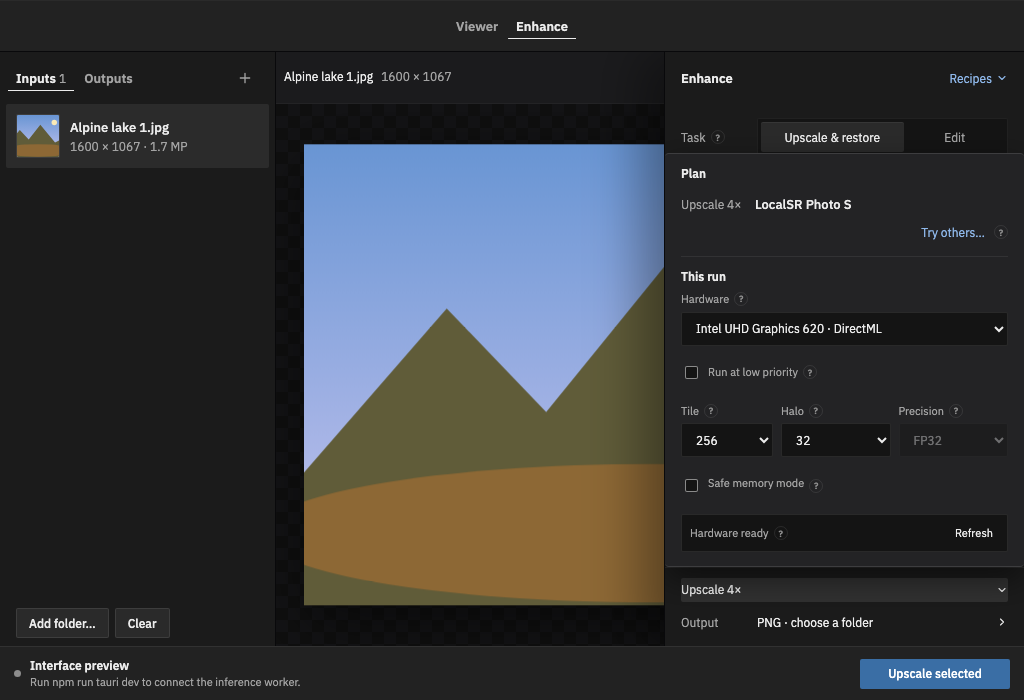 Viewer Enhance
Inputs 1 Outputs
Alpine lake 1.jpg
1600 × 1067 · 1.7 MP
Add folder... Clear
Alpine lake 1.jpg 1600 × 1067
Enhance Recipes
Task ? Upscale & restore Edit
Plan
Upscale 4× LocalSR Photo S
Try others... ?
This run
Hardware ?
Intel UHD Graphics 620 · DirectML
Run at low priority ?
Tile ? Halo ? Precision ?
256 32 FP32
Safe memory mode ?
Hardware ready ? Refresh
Upscale 4×
Output PNG · choose a folder
Interface preview
Run npm run tauri dev to connect the inference worker.
Upscale selected